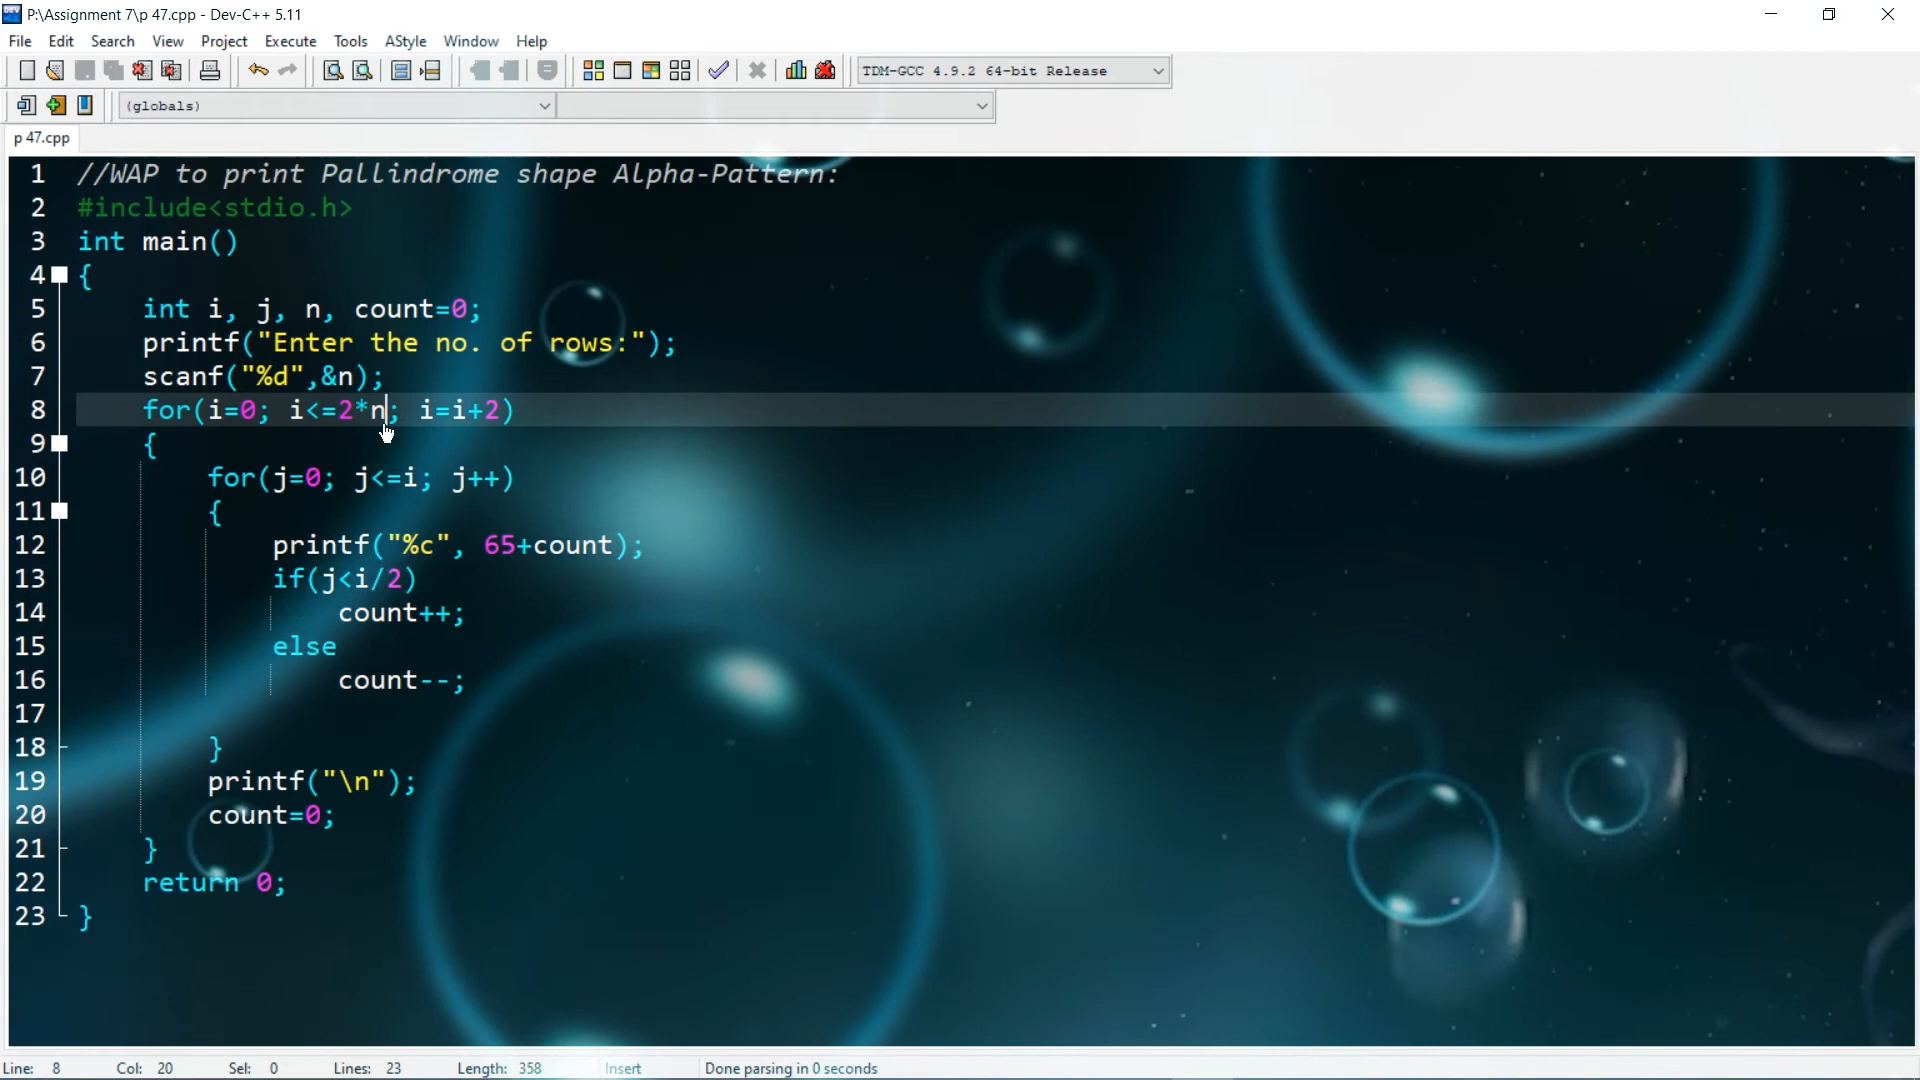 P:\Assignment 7\p 47.cpp - Dev-C++ 5.11
File Edit Search View Project Execute Tools AStyle Window Help
TDM-GCC 4.9.2 64-bit Release
(globals)
p 47.cpp
1 //WAP to print Pallindrome shape Alpha-Pattern:
2 #include<stdio.h>
3 int main()
4 {
5 int i, j, n, count=0;
6 printf("Enter the no. of rows:");
7 scanf("%d",&n);
8 for(i=0; i<=2*n; i=i+2)
9 {
10 for(j=0; j<=i; j++)
11 {
12 printf("%c", 65+count);
13 if(j<i/2)
14 count++;
15 else
16 count--;
17
18 }
19 printf("\n");
20 count=0;
21 }
22 return 0;
23 }
Line: 8 Col: 20 Sel: 0 Lines: 23 Length: 358 Insert Done parsing in 0 seconds